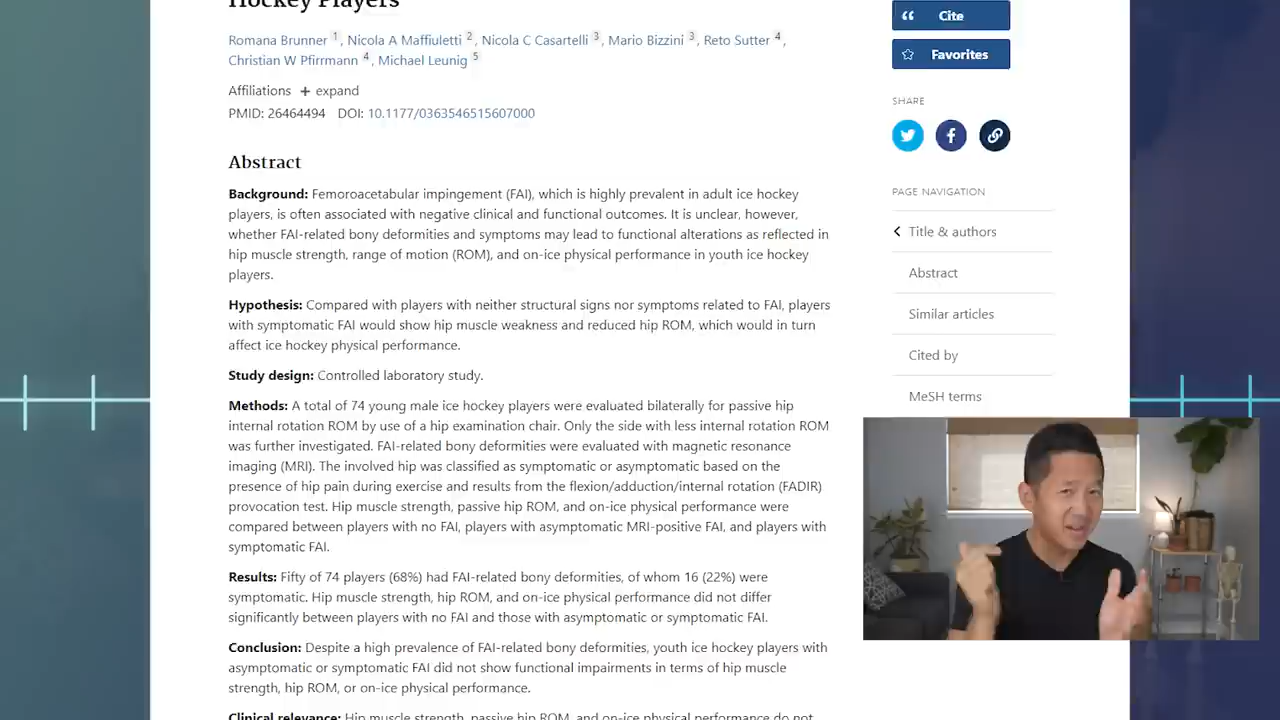 Hockey Players
Romana Brunner 1, Nicola A Maffiuletti 2, Nicola C Casartelli 3, Mario Bizzini 3, Reto Sutter 4,
Christian W Pfirrmann 4, Michael Leunig 5
Affiliations + expand
PMID: 26464494 DOI: 10.1177/0363546515607000
Abstract
Background: Femoroacetabular impingement (FAI), which is highly prevalent in adult ice hockey
players, is often associated with negative clinical and functional outcomes. It is unclear, however,
whether FAI-related bony deformities and symptoms may lead to functional alterations as reflected in
hip muscle strength, range of motion (ROM), and on-ice physical performance in youth ice hockey
players.
Hypothesis: Compared with players with neither structural signs nor symptoms related to FAI, players
with symptomatic FAI would show hip muscle weakness and reduced hip ROM, which would in turn
affect ice hockey physical performance.
Study design: Controlled laboratory study.
Methods: A total of 74 young male ice hockey players were evaluated bilaterally for passive hip
internal rotation ROM by use of a hip examination chair. Only the side with less internal rotation ROM
was further investigated. FAI-related bony deformities were evaluated with magnetic resonance
imaging (MRI). The involved hip was classified as symptomatic or asymptomatic based on the
presence of hip pain during exercise and results from the flexion/adduction/internal rotation (FADIR)
provocation test. Hip muscle strength, passive hip ROM, and on-ice physical performance were
compared between players with no FAI, players with asymptomatic MRI-positive FAI, and players with
symptomatic FAI.
Results: Fifty of 74 players (68%) had FAI-related bony deformities, of whom 16 (22%) were
symptomatic. Hip muscle strength, hip ROM, and on-ice physical performance did not differ
significantly between players with no FAI and those with asymptomatic or symptomatic FAI.
Conclusion: Despite a high prevalence of FAI-related bony deformities, youth ice hockey players with
asymptomatic or symptomatic FAI did not show functional impairments in terms of hip muscle
strength, hip ROM, or on-ice physical performance.
Clinical relevance: Hip muscle strength, passive hip ROM, and on-ice physical performance do not
Cite
Favorites
SHARE
PAGE NAVIGATION
Title & authors
Abstract
Similar articles
Cited by
MeSH terms